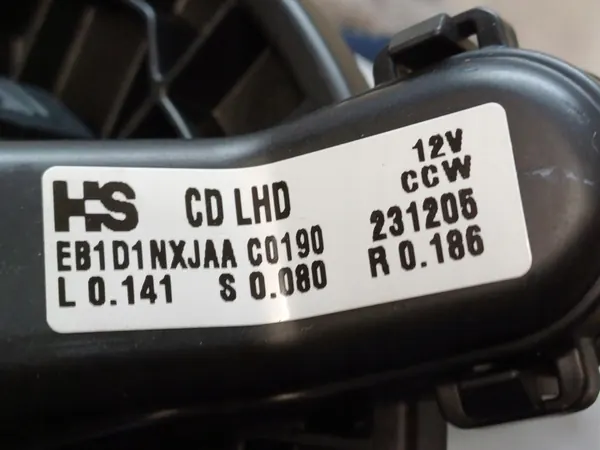 HS CD LHD 12V
CCW
EB1D1NXJAA C0190 231205
L 0.141 S 0.080 R 0.186